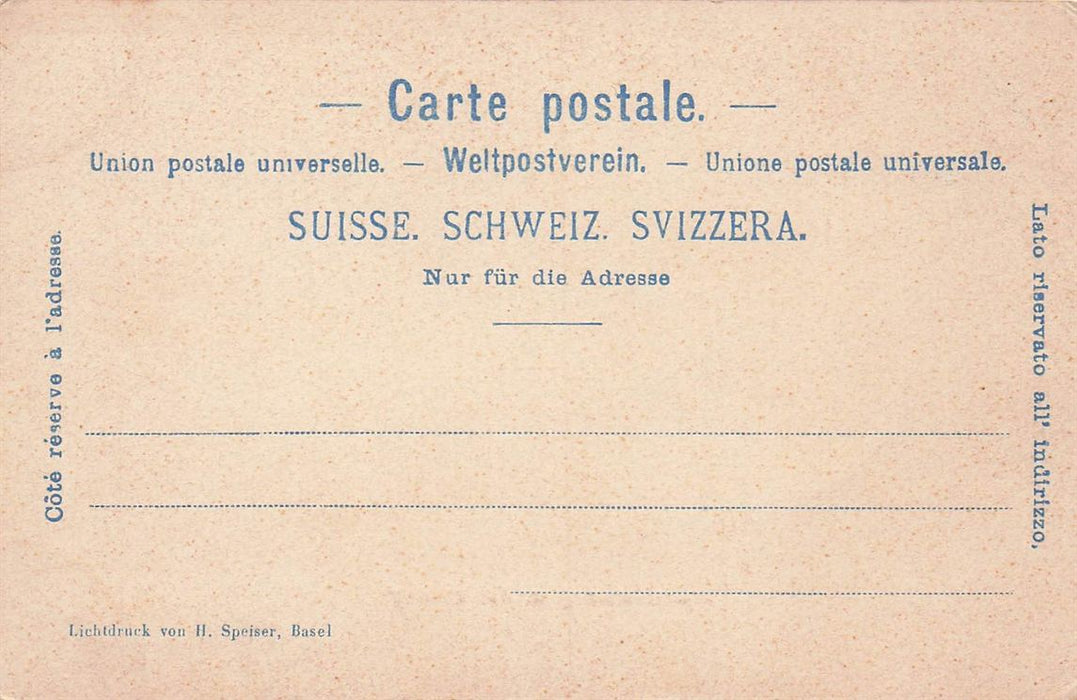 — Carte postale. —
Union postale universelle. — Weltpostverein. — Unione postale universale.
SUISSE. SCHWEIZ. SVIZZERA.
Nur für die Adresse
Côté réserve à l'adresse.
Lato riservato all' indirizzo,
Lichtdruck von H. Speiser, Basel